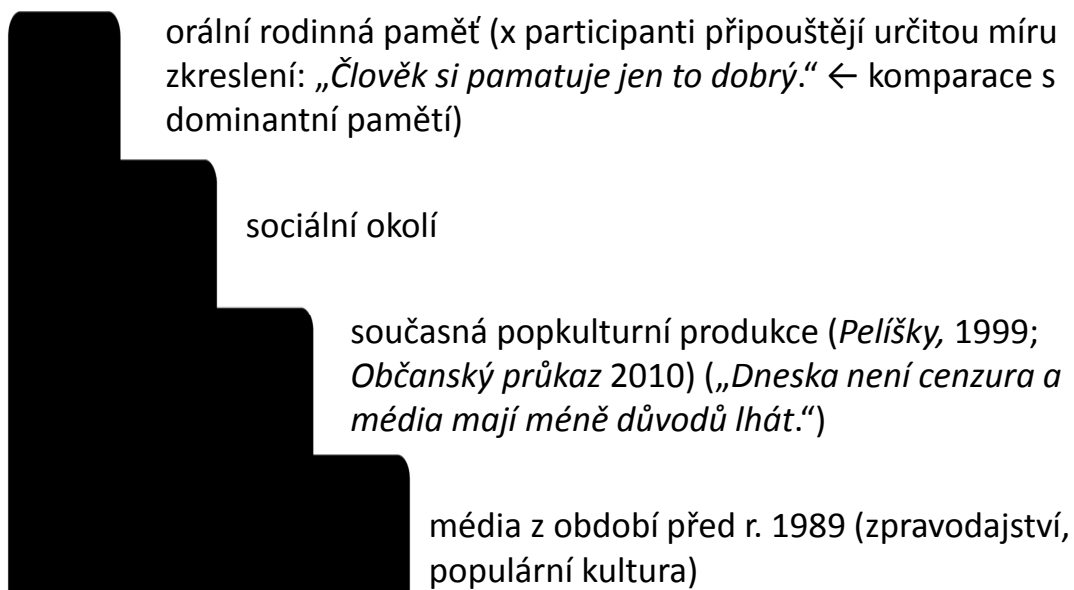 orální rodinná paměť (x participanti připouštějí určitou míru
zkreslení: „Člověk si pamatuje jen to dobrý.“ ← komparace s
dominantní pamětí)
sociální okolí
současná popkulturní produkce (Pelíšky, 1999;
Občanský průkaz 2010) („Dneska není cenzura a
média mají méně důvodů lhát.“)
média z období před r. 1989 (zpravodajství,
populární kultura)